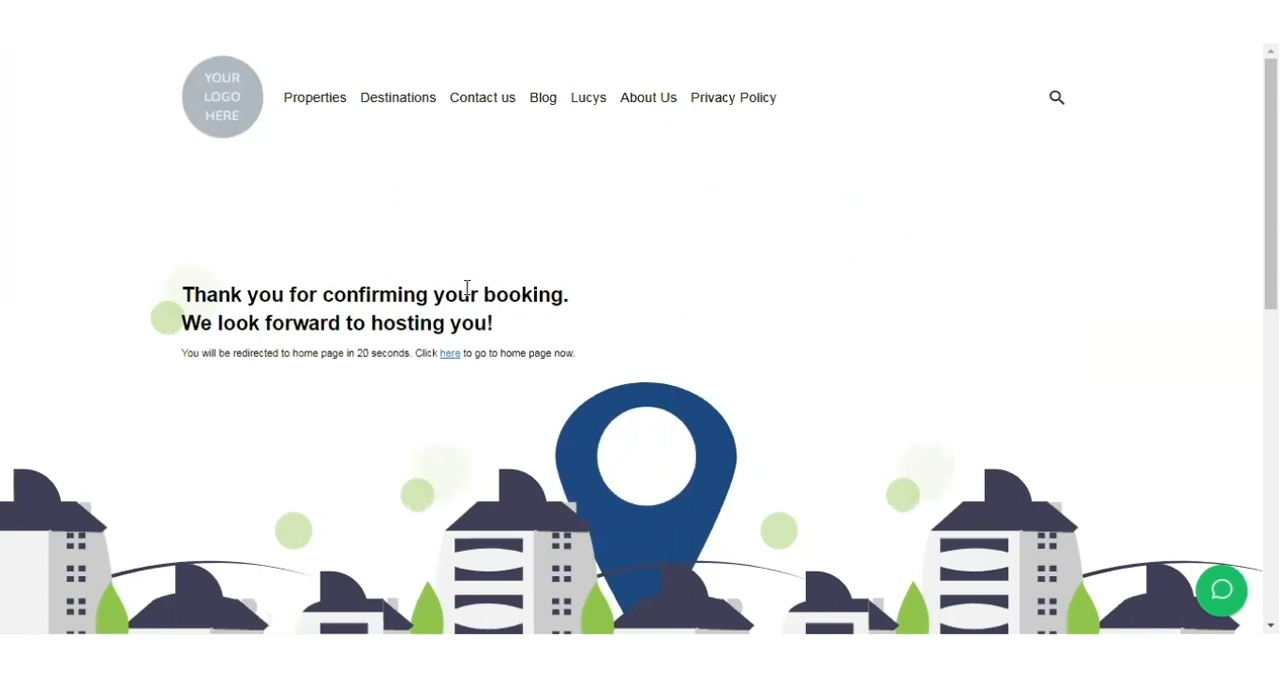 YOUR
LOGO
HERE
Properties Destinations Contact us Blog Lucys About Us Privacy Policy
Thank you for confirming your booking.
We look forward to hosting you!
You will be redirected to home page in 20 seconds. Click here to go to home page now.